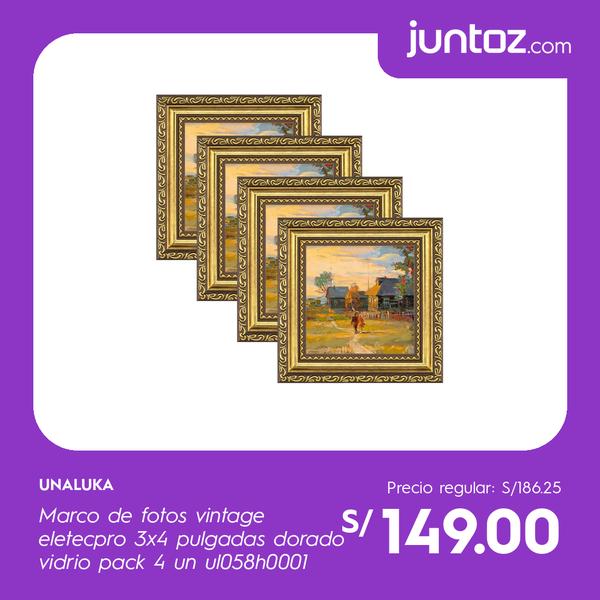 juntoz.com
UNALUKA
Marco de fotos vintage
eletecpro 3x4 pulgadas dorado
vidrio pack 4 un ul058h0001
Precio regular: S/186.25
S/149.00